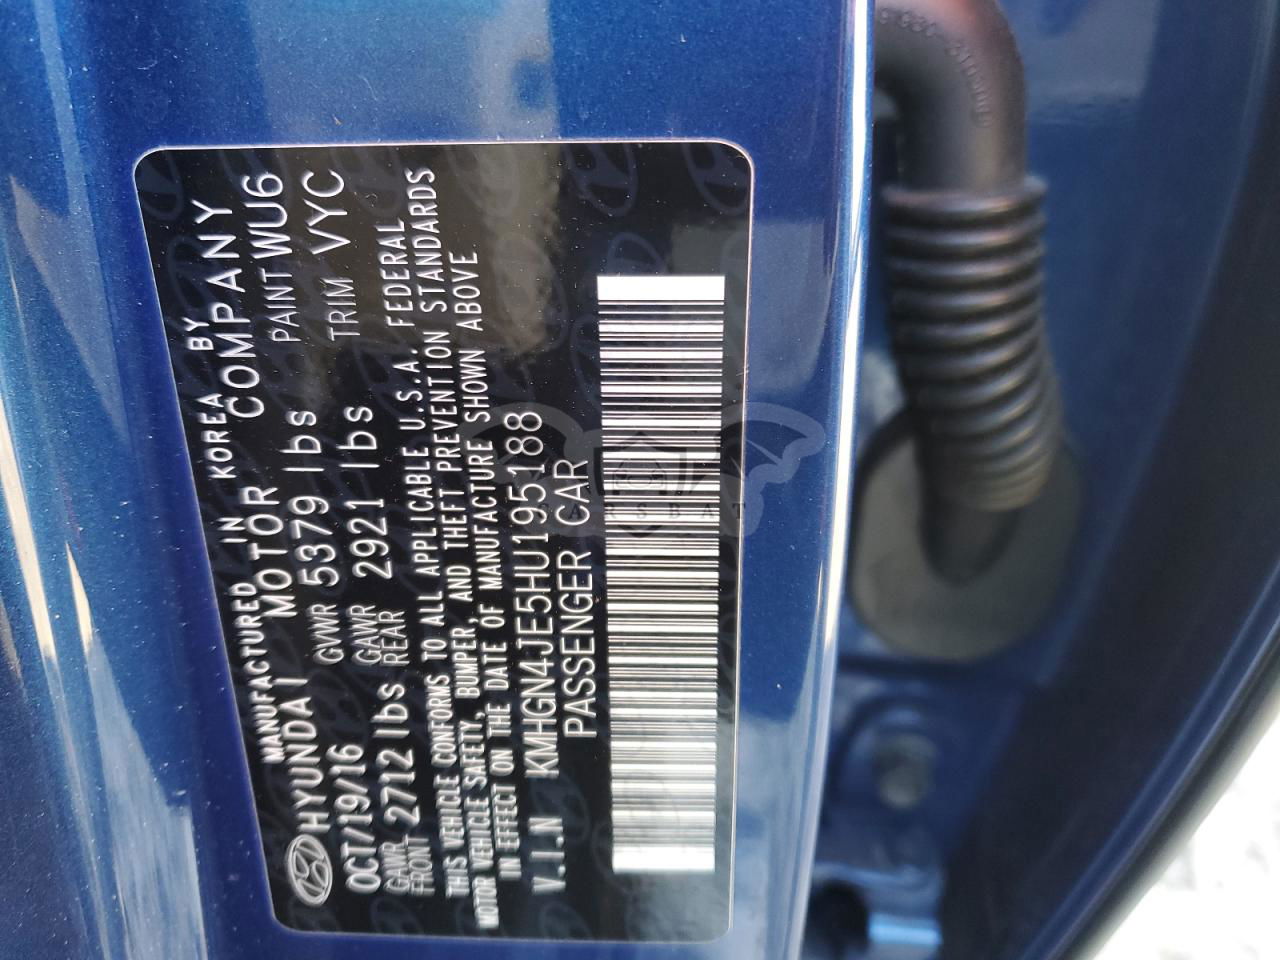 MANUFACTURED IN KOREA BY
HYUNDAI MOTOR COMPANY
OCT/19/16 GVWR 5379 lbs PAINT WU6
GAWR FRONT 2712 lbs GAWR REAR 2921 lbs TRIM VYC
THIS VEHICLE CONFORMS TO ALL APPLICABLE U.S.A. FEDERAL
MOTOR VEHICLE SAFETY, BUMPER, AND THEFT PREVENTION STANDARDS
IN EFFECT ON THE DATE OF MANUFACTURE SHOWN ABOVE
V.I.N KMHGN4JE5HU195188
PASSENGER CAR
CARSBAT